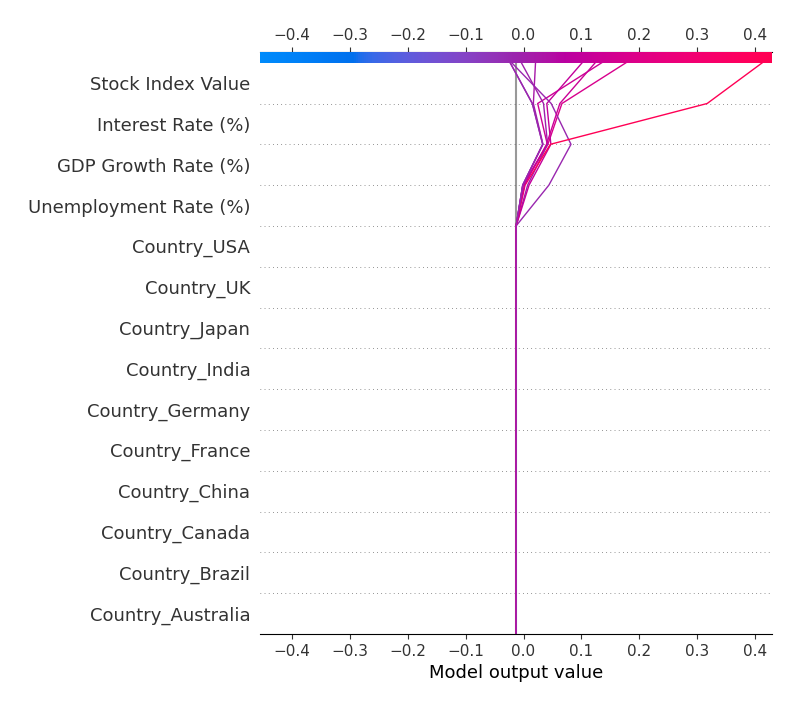 −0.4 −0.3 −0.2 −0.1 0.0 0.1 0.2 0.3 0.4
Stock Index Value
Interest Rate (%)
GDP Growth Rate (%)
Unemployment Rate (%)
Country_USA
Country_UK
Country_Japan
Country_India
Country_Germany
Country_France
Country_China
Country_Canada
Country_Brazil
Country_Australia
−0.4 −0.3 −0.2 −0.1 0.0 0.1 0.2 0.3 0.4
Model output value